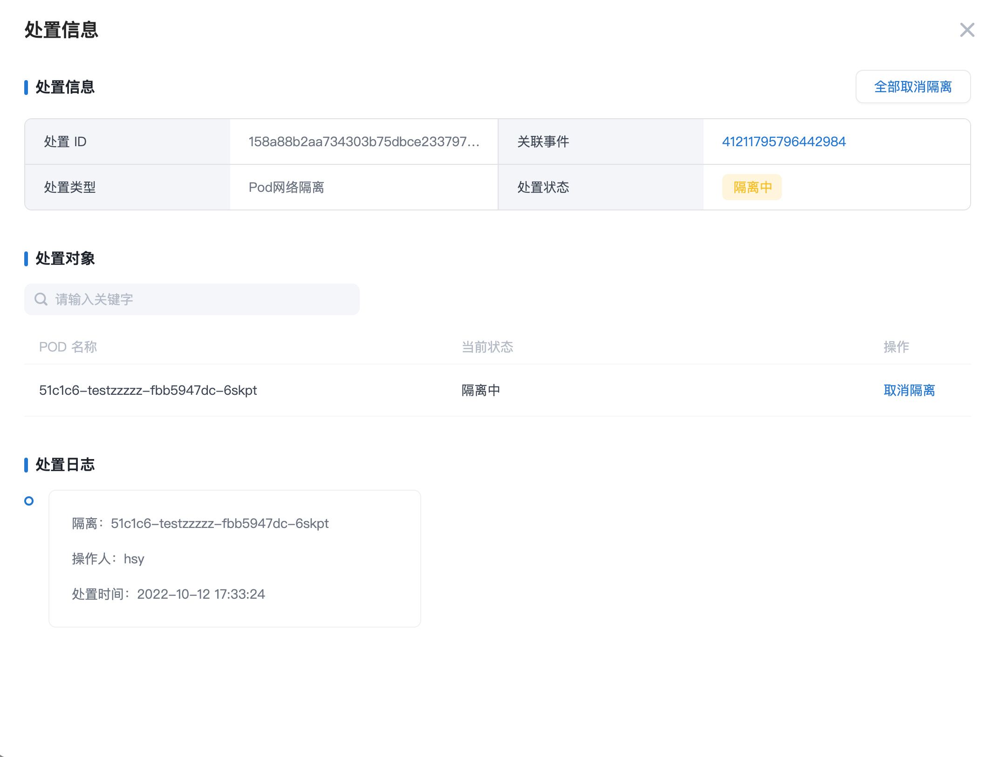 处置信息
处置信息
全部取消隔离
处置 ID
158a88b2aa734303b75dbce233797...
关联事件
41211795796442984
处置类型
Pod网络隔离
处置状态
隔离中
处置对象
请输入关键字
POD 名称
当前状态
操作
51c1c6-testzzzzz-fbb5947dc-6skpt
隔离中
取消隔离
处置日志
隔离：51c1c6-testzzzzz-fbb5947dc-6skpt
操作人：hsy
处置时间：2022-10-12 17:33:24